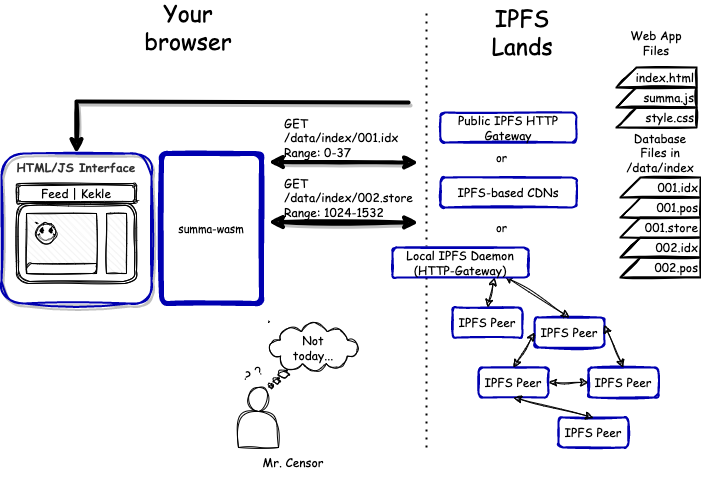 Your
browser
IPFS
Lands
Web App
Files
index.html
summa.js
style.css
Database
Files in
/data/index
001.idx
001.pos
001.store
002.idx
002.pos
GET
/data/index/001.idx
Range: 0-37
GET
/data/index/002.store
Range: 1024-1532
HTML/JS Interface
Feed | Kekle
summa-wasm
Public IPFS HTTP
Gateway
or
IPFS-based CDNs
or
Local IPFS Daemon
(HTTP-Gateway)
IPFS Peer
IPFS Peer
IPFS Peer
IPFS Peer
IPFS Peer
Not
today...
? ?
Mr. Censor